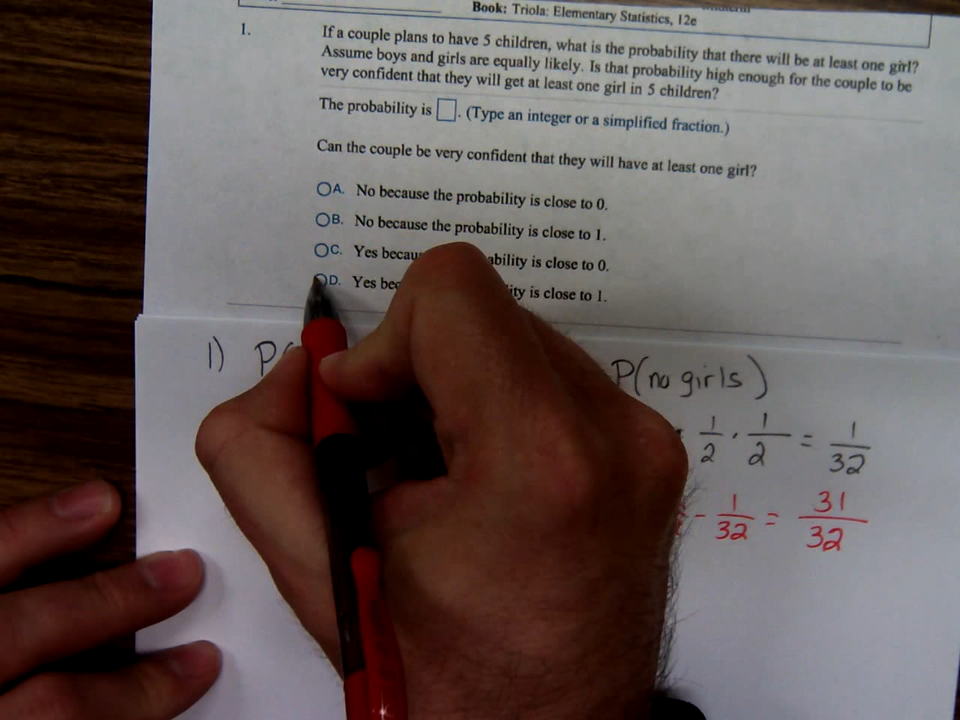 Book: Triola: Elementary Statistics, 12e
1. If a couple plans to have 5 children, what is the probability that there will be at least one girl?
Assume boys and girls are equally likely. Is that probability high enough for the couple to be
very confident that they will get at least one girl in 5 children?
The probability is . (Type an integer or a simplified fraction.)
Can the couple be very confident that they will have at least one girl?
A. No because the probability is close to 0.
B. No because the probability is close to 1.
C. Yes ability is close to 0.
D. Yes is close to 1.
1) P( P(no girls)
1/2 · 1/2 = 1/32
- 1/32 = 31/32